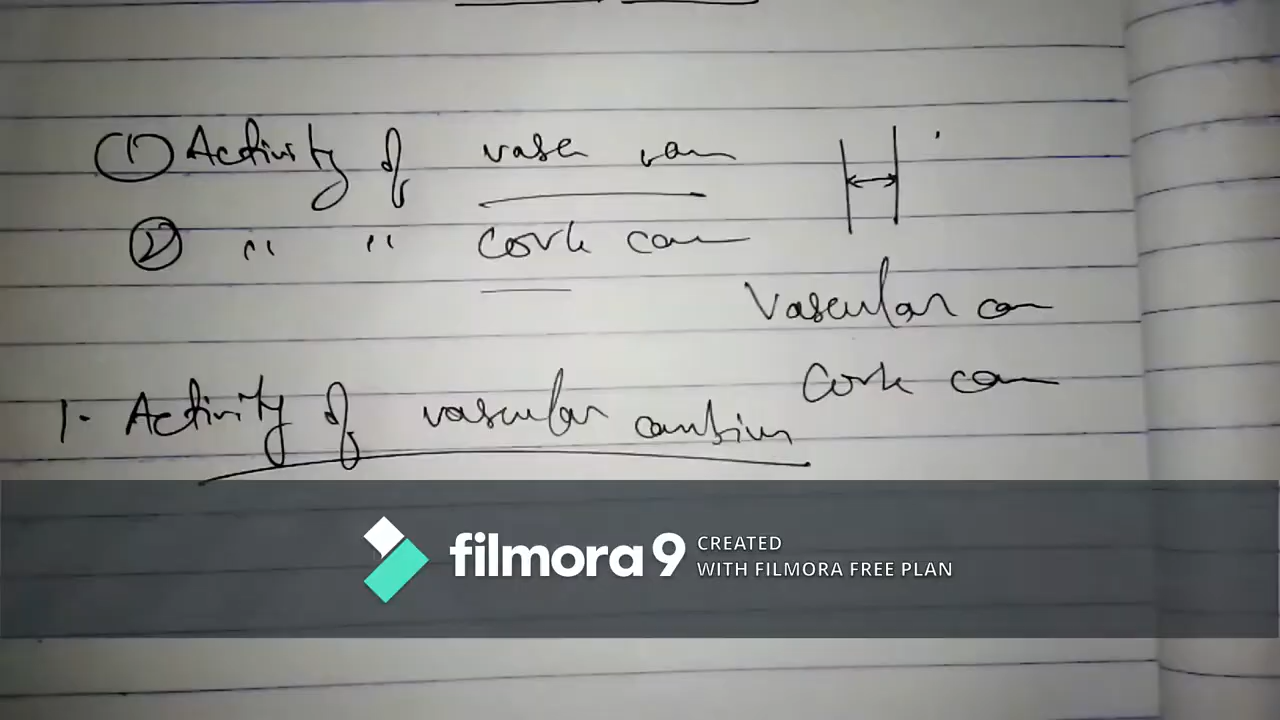 ① Activity of vasc cam
② " " Cork cam
Vascular cam
Cork cam
1. Activity of vascular cambium
filmora 9 CREATED
WITH FILMORA FREE PLAN